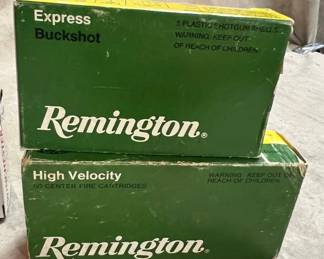 Express
Buckshot
5 PLASTIC SHOTGUN SHELLS
WARNING: KEEP OUT
OF REACH OF CHILDREN
Remington®
High Velocity
50 CENTER FIRE CARTRIDGES
WARNING: KEEP OUT OF
REACH OF CHILDREN
Remington®